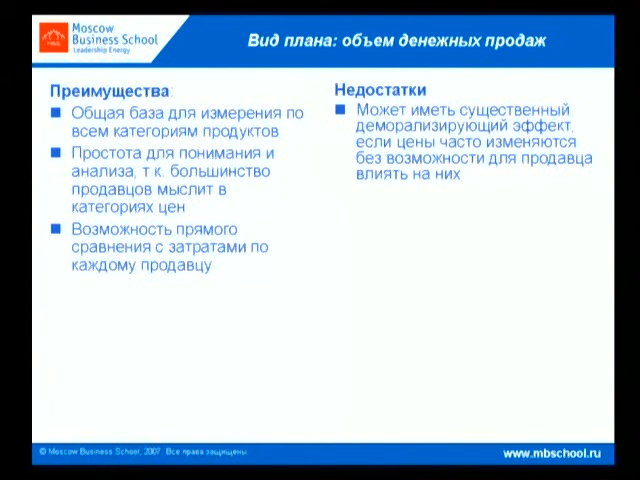 Moscow
Business School
Leadership Energy
Вид плана: объем денежных продаж
Преимущества:
Общая база для измерения по
всем категориям продуктов
Простота для понимания и
анализа, т к. большинство
продавцов мыслит в
категориях цен
Возможность прямого
сравнения с затратами по
каждому продавцу
Недостатки
Может иметь существенный
деморализирующий эффект,
если цены часто изменяются
без возможности для продавца
влиять на них
© Moscow Business School, 2007. Все права защищены.
www.mbschool.ru